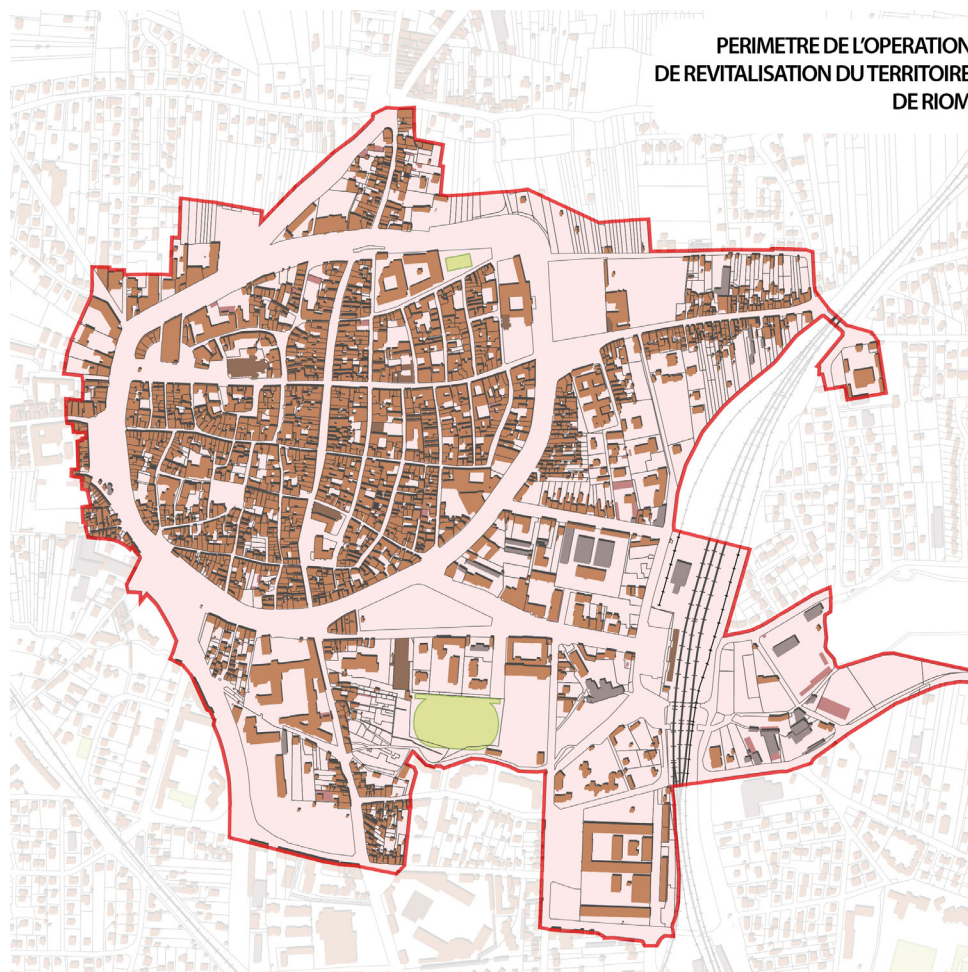 PERIMETRE DE L'OPERATION
DE REVITALISATION DU TERRITOIRE
DE RIOM